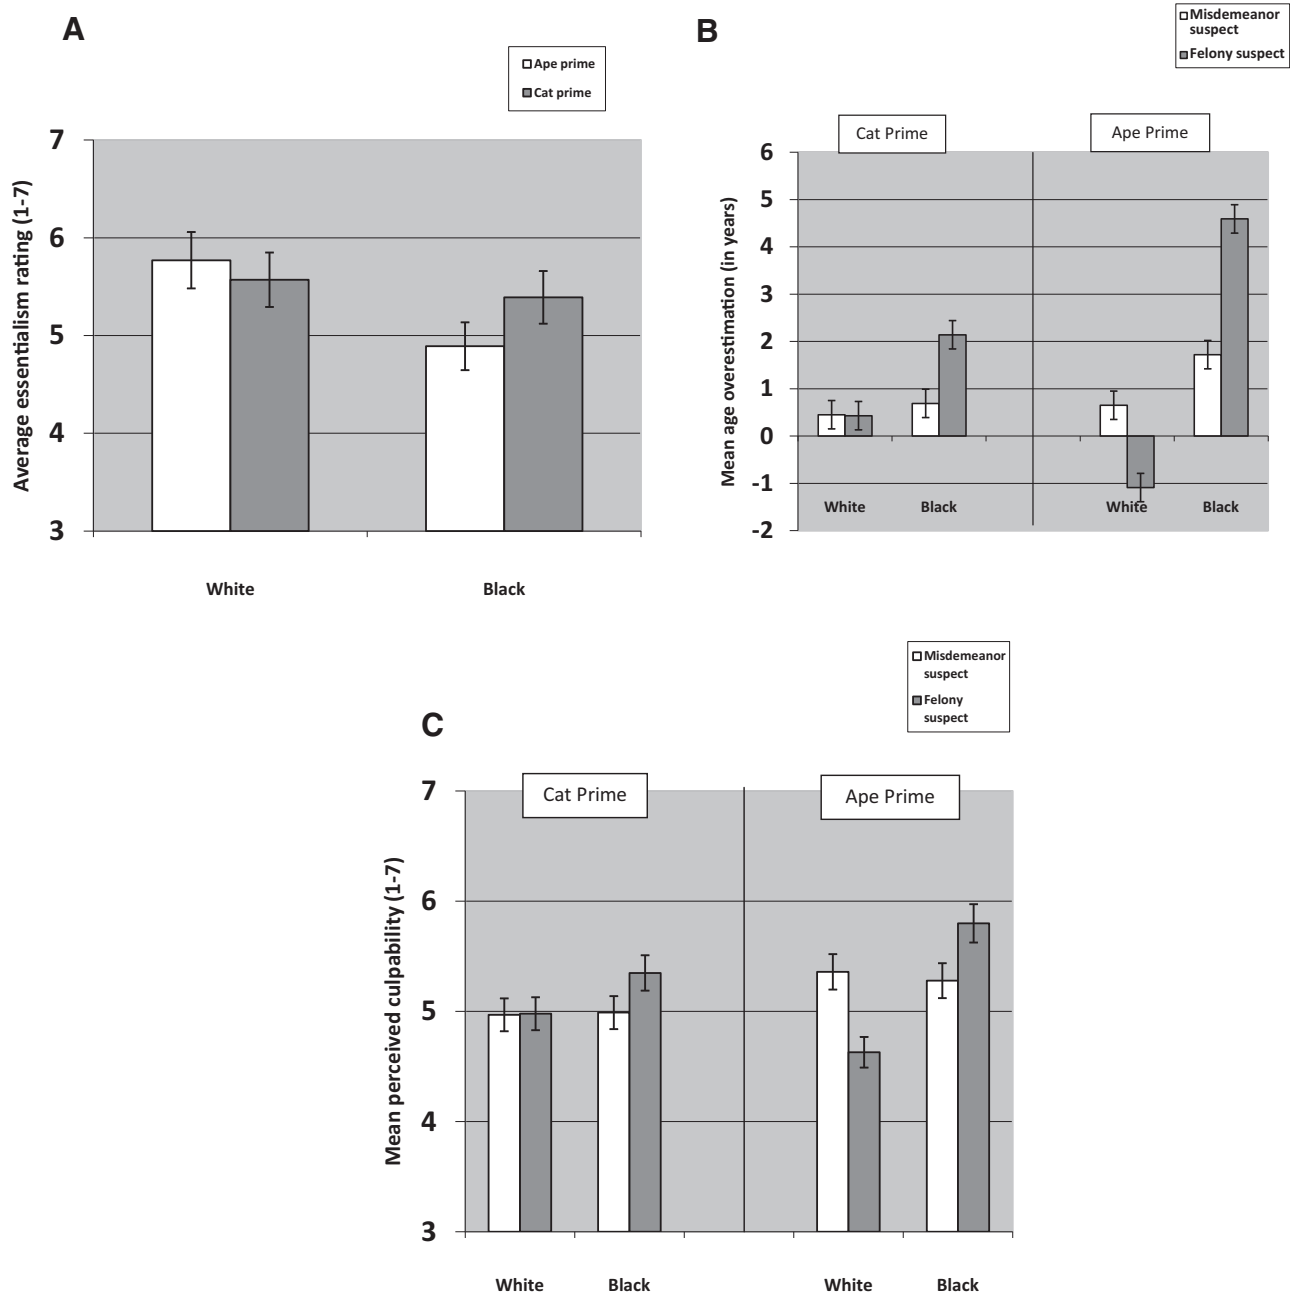 A
Ape prime
Cat prime
7
6
5
4
3
Average essentialism rating (1-7)
White
Black
B
Misdemeanor
suspect
Felony suspect
Cat Prime
Ape Prime
6
5
4
3
2
1
0
-1
-2
Mean age overestimation (in years)
White
Black
White
Black
C
Misdemeanor
suspect
Felony
suspect
Cat Prime
Ape Prime
7
6
5
4
3
Mean perceived culpability (1-7)
White
Black
White
Black